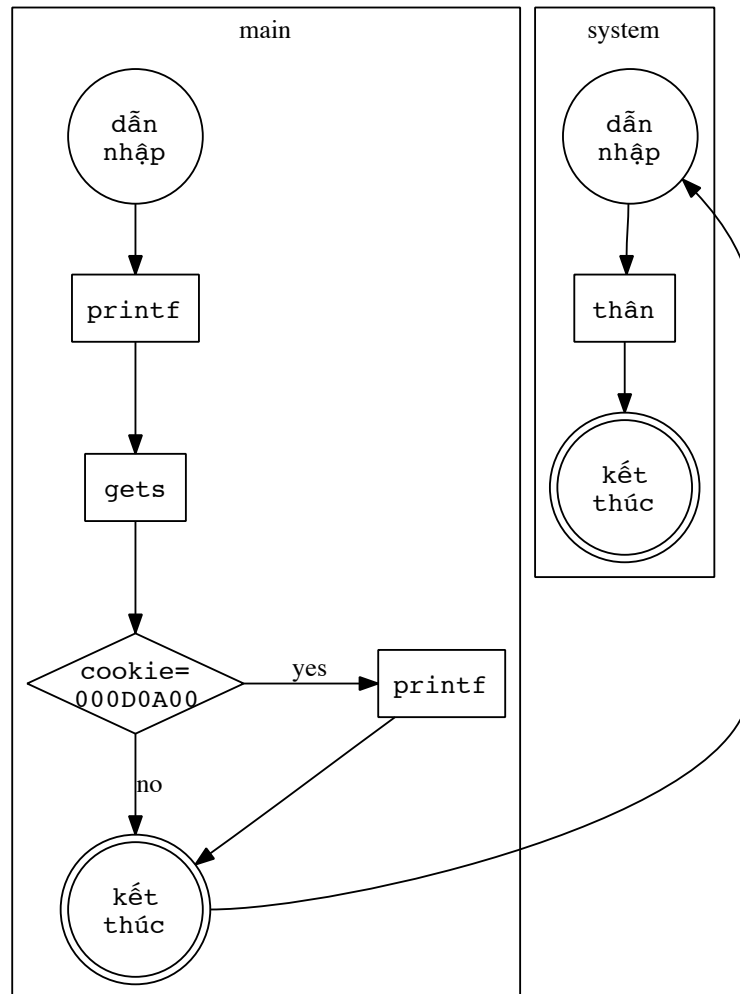 main
dẫn
nhập
printf
gets
cookie=
000D0A00
yes
printf
no
kết
thúc
system
dẫn
nhập
thân
kết
thúc